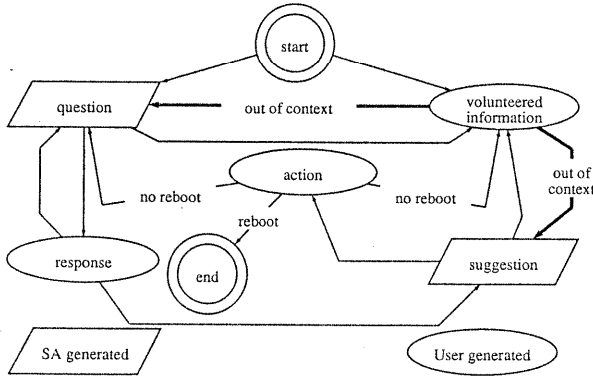 start
question
out of context
volunteered
information
action
no reboot
no reboot
out of
context
reboot
response
end
suggestion
SA generated
User generated